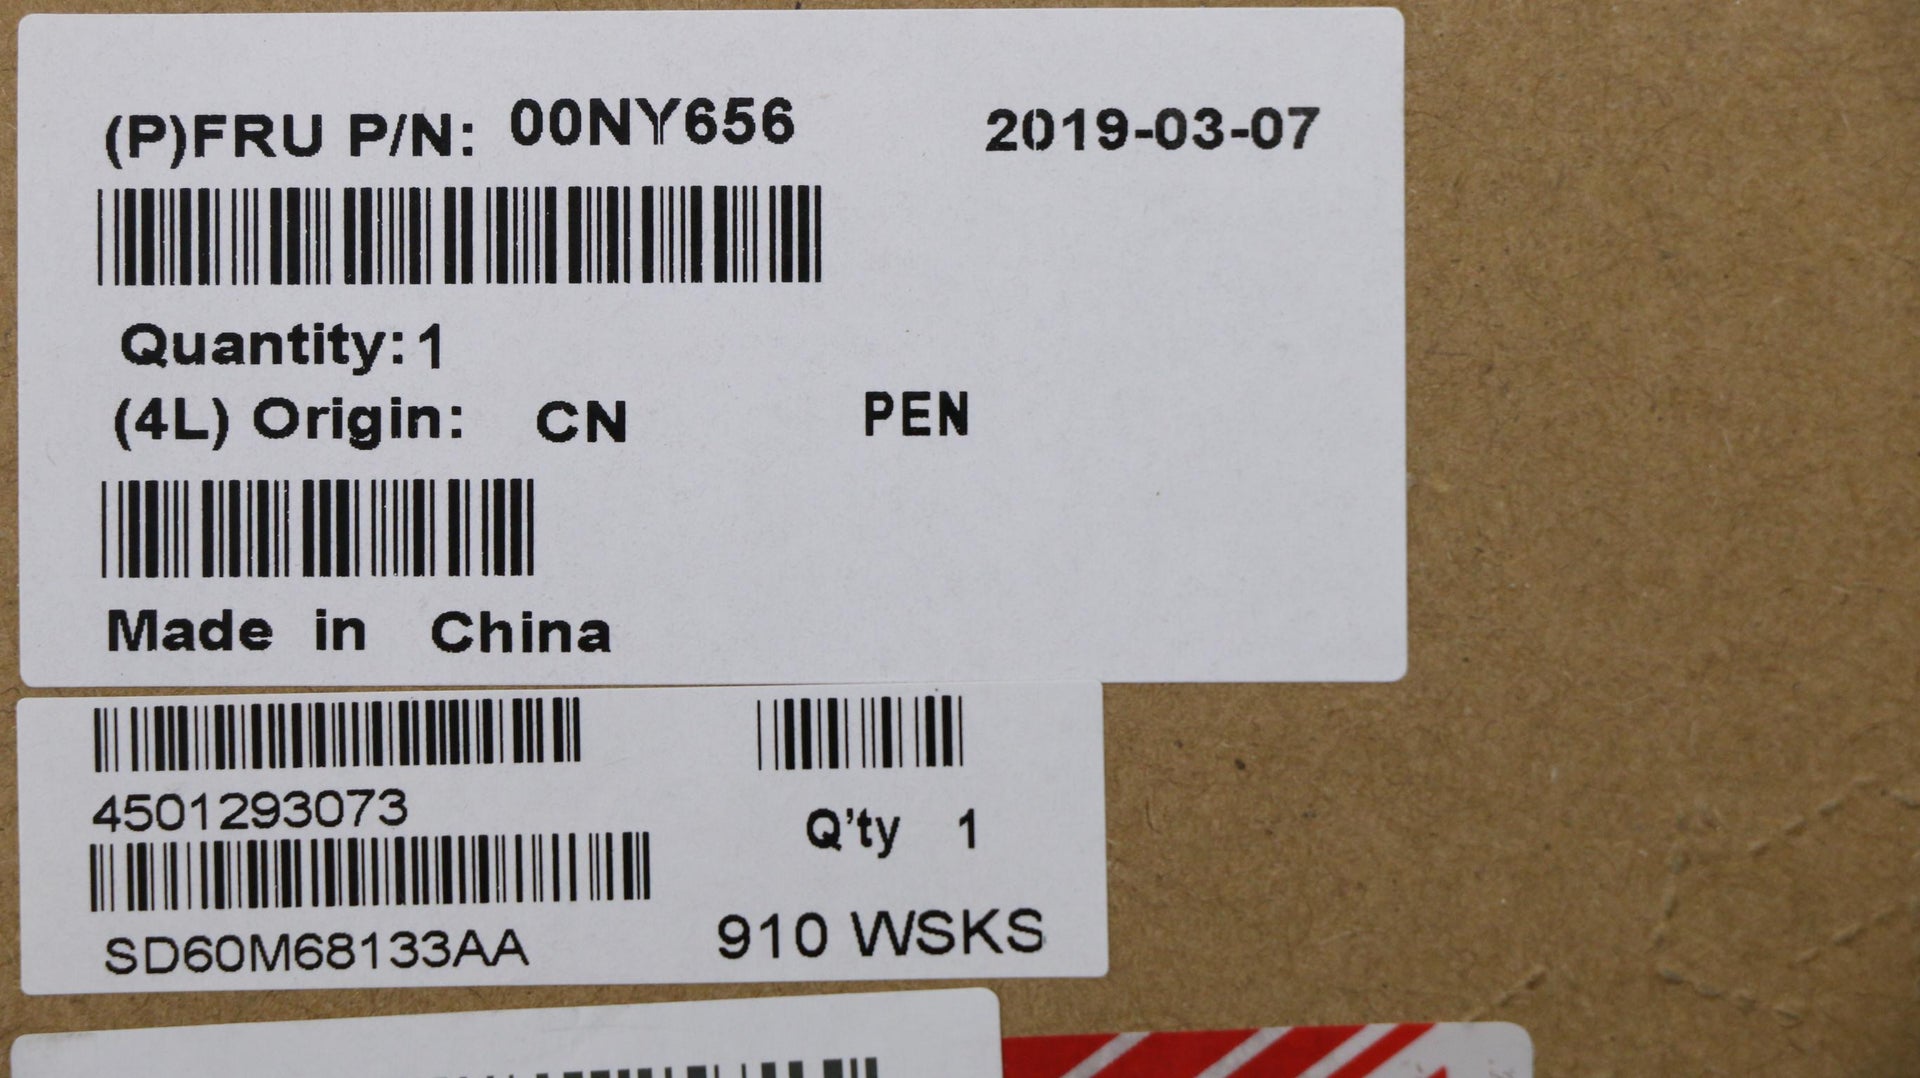 (P)FRU P/N: 00NY656 2019-03-07
Quantity: 1
(4L) Origin: CN PEN
Made in China
4501293073
Q'ty 1
SD60M68133AA
910 WSKS